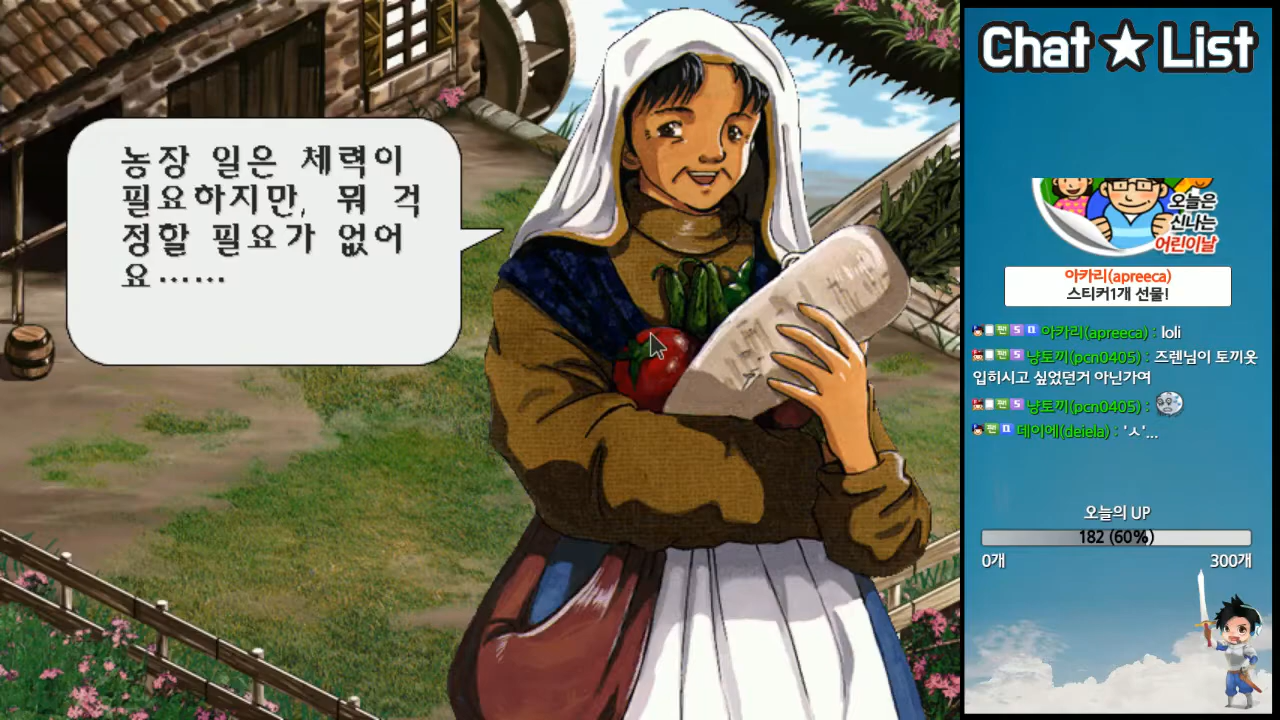 농장 일은 체력이
필요하지만, 뭐 걱
정할 필요가 없어
요……
Chat ★ List
오늘은
신나는
어린이날
아카리(apreeca)
스티커1개 선물!
팬 S 아카리(apreeca) : loli
팬 S 냥토끼(pcn0405) : 즈렌님이 토끼옷
입히시고 싶었던거 아닌가여
팬 S 냥토끼(pcn0405) :
팬 데이에(deiela) : 'ㅅ'...
오늘의 UP
182 (60%)
0개 300개